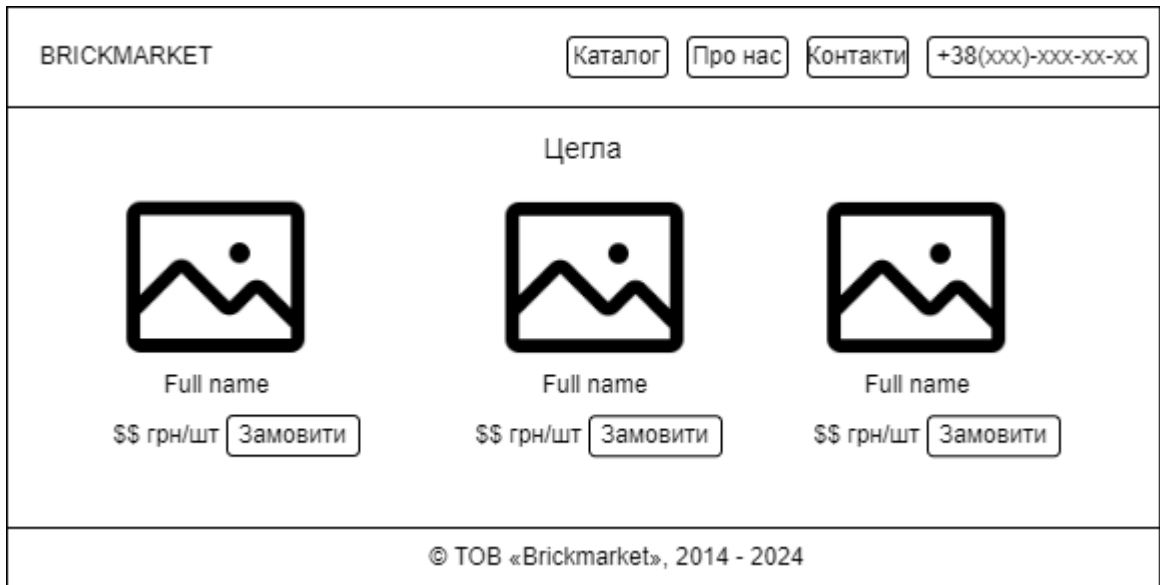 BRICKMARKET Каталог Про нас Контакти +38(xxx)-xxx-xx-xx
Цегла
Full name Full name Full name
$$ грн/шт Замовити $$ грн/шт Замовити $$ грн/шт Замовити
© ТОВ «Brickmarket», 2014 - 2024